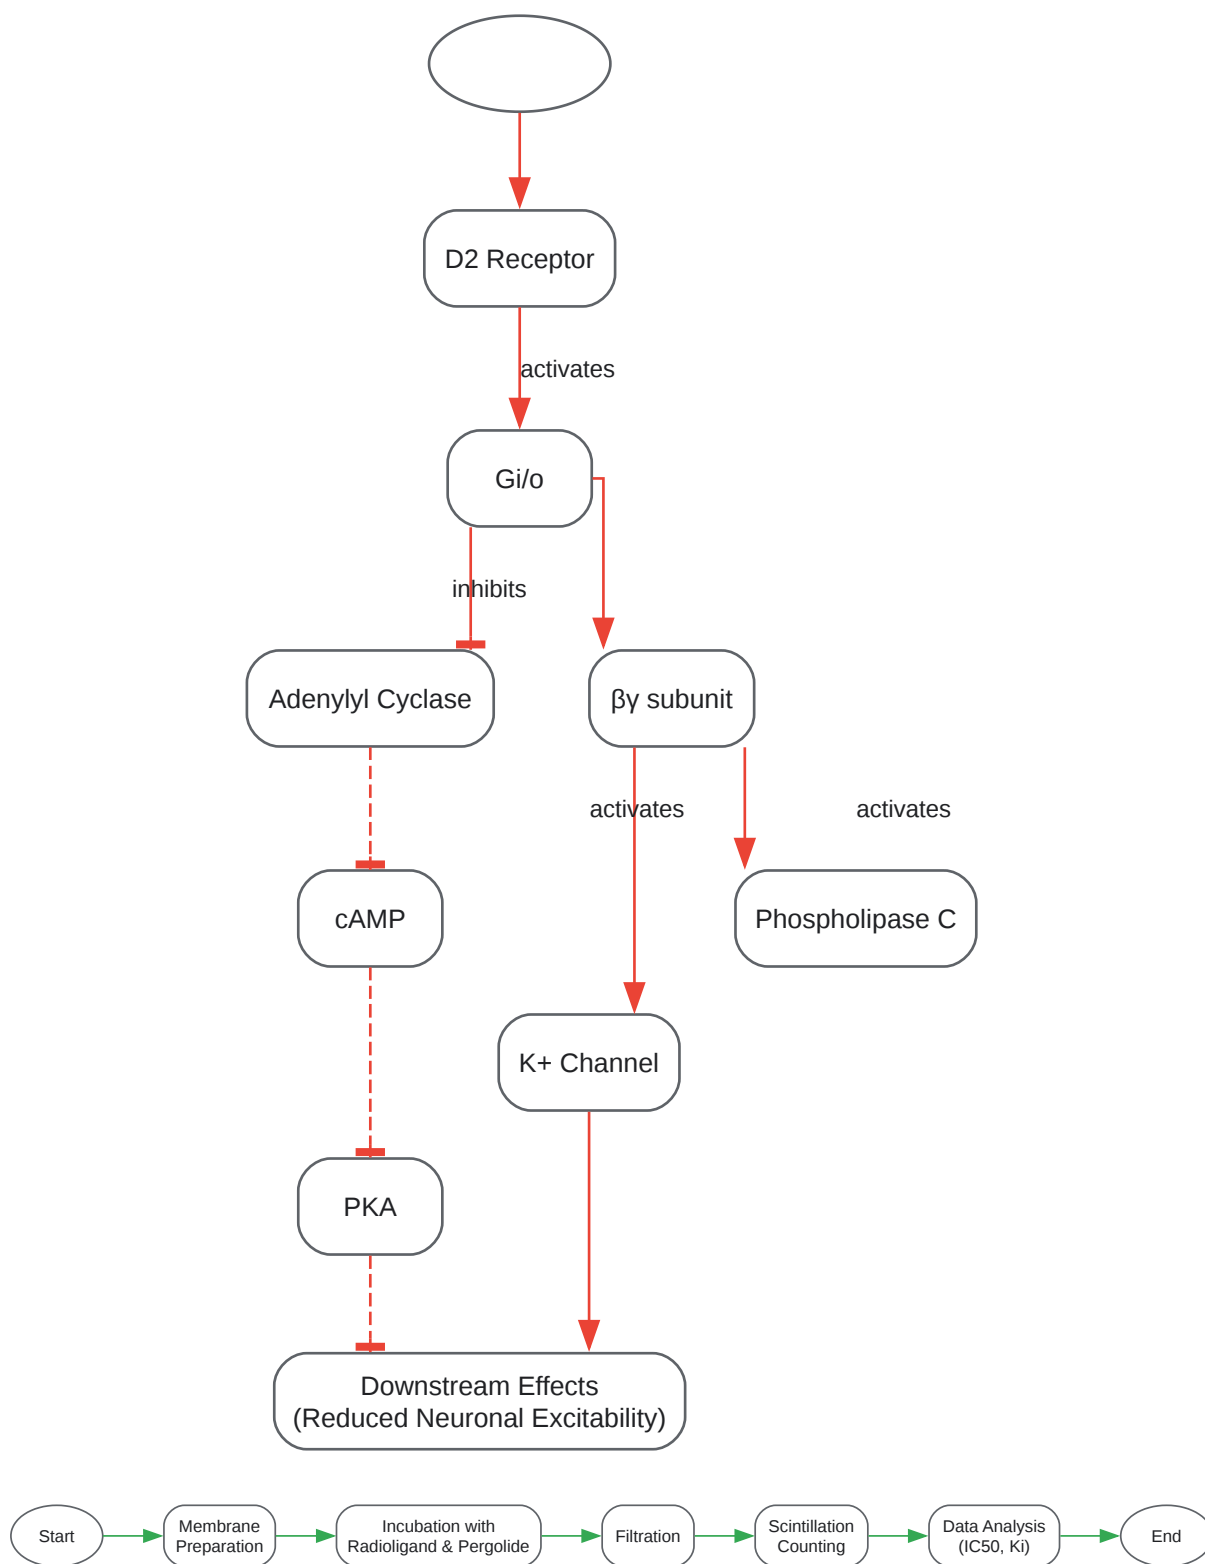 D2 Receptor
activates
Gi/o
inhibits
Adenylyl Cyclase
βγ subunit
activates
activates
cAMP
Phospholipase C
K+ Channel
PKA
Downstream Effects
(Reduced Neuronal Excitability)
Start
Membrane
Preparation
Incubation with
Radioligand & Pergolide
Filtration
Scintillation
Counting
Data Analysis
(IC50, Ki)
End